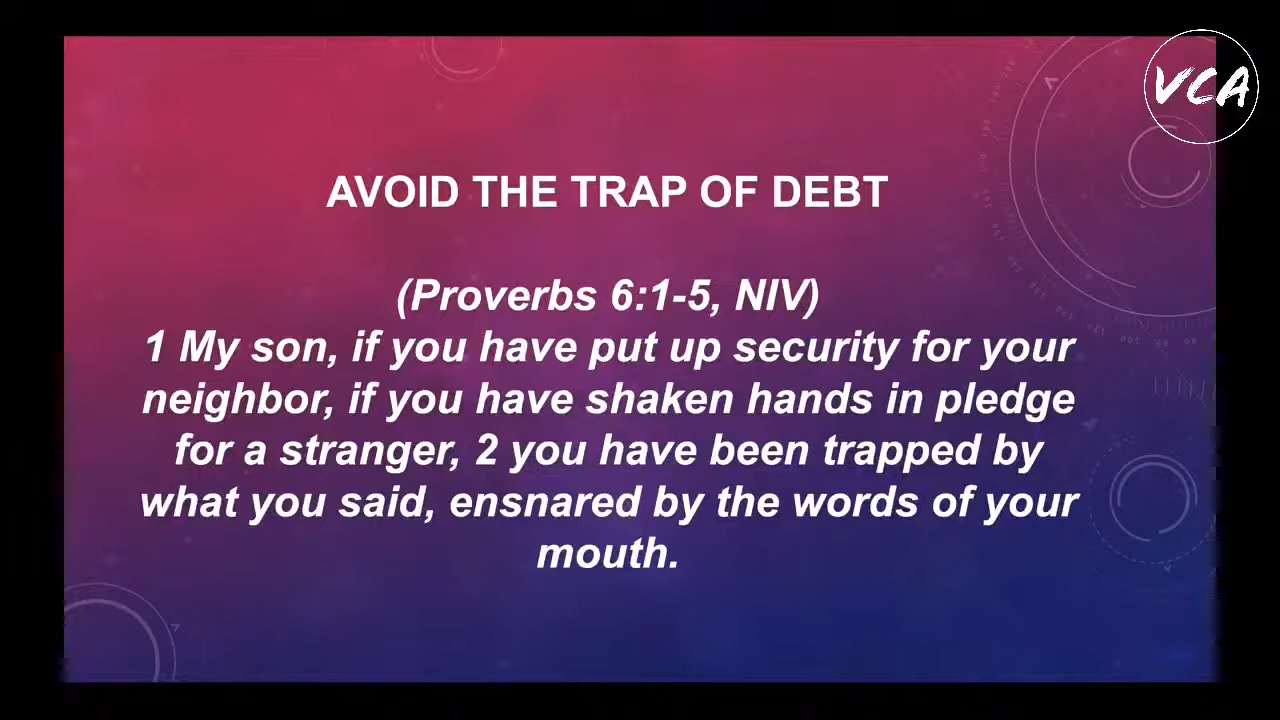 VCA
AVOID THE TRAP OF DEBT
(Proverbs 6:1-5, NIV)
1 My son, if you have put up security for your
neighbor, if you have shaken hands in pledge
for a stranger, 2 you have been trapped by
what you said, ensnared by the words of your
mouth.